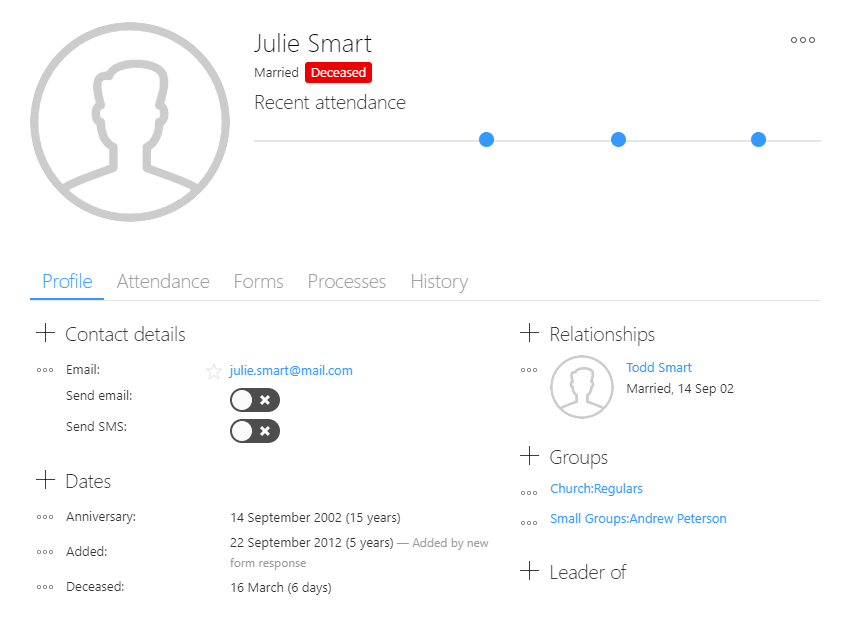 Julie Smart
Married Deceased
Recent attendance
Profile Attendance Forms Processes History
Contact details
Email: julie.smart@mail.com
Send email:
Send SMS:
Dates
Anniversary: 14 September 2002 (15 years)
Added: 22 September 2012 (5 years) — Added by new
form response
Deceased: 16 March (6 days)
Relationships
Todd Smart
Married, 14 Sep 02
Groups
Church:Regulars
Small Groups:Andrew Peterson
Leader of